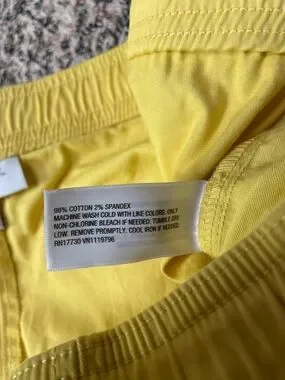 98% COTTON 2% SPANDEX
MACHINE WASH COLD WITH LIKE COLORS. ONLY
NON-CHLORINE BLEACH IF NEEDED. TUMBLE DRY
LOW. REMOVE PROMPTLY. COOL IRON IF NEEDED.
RN17730 VN1119796